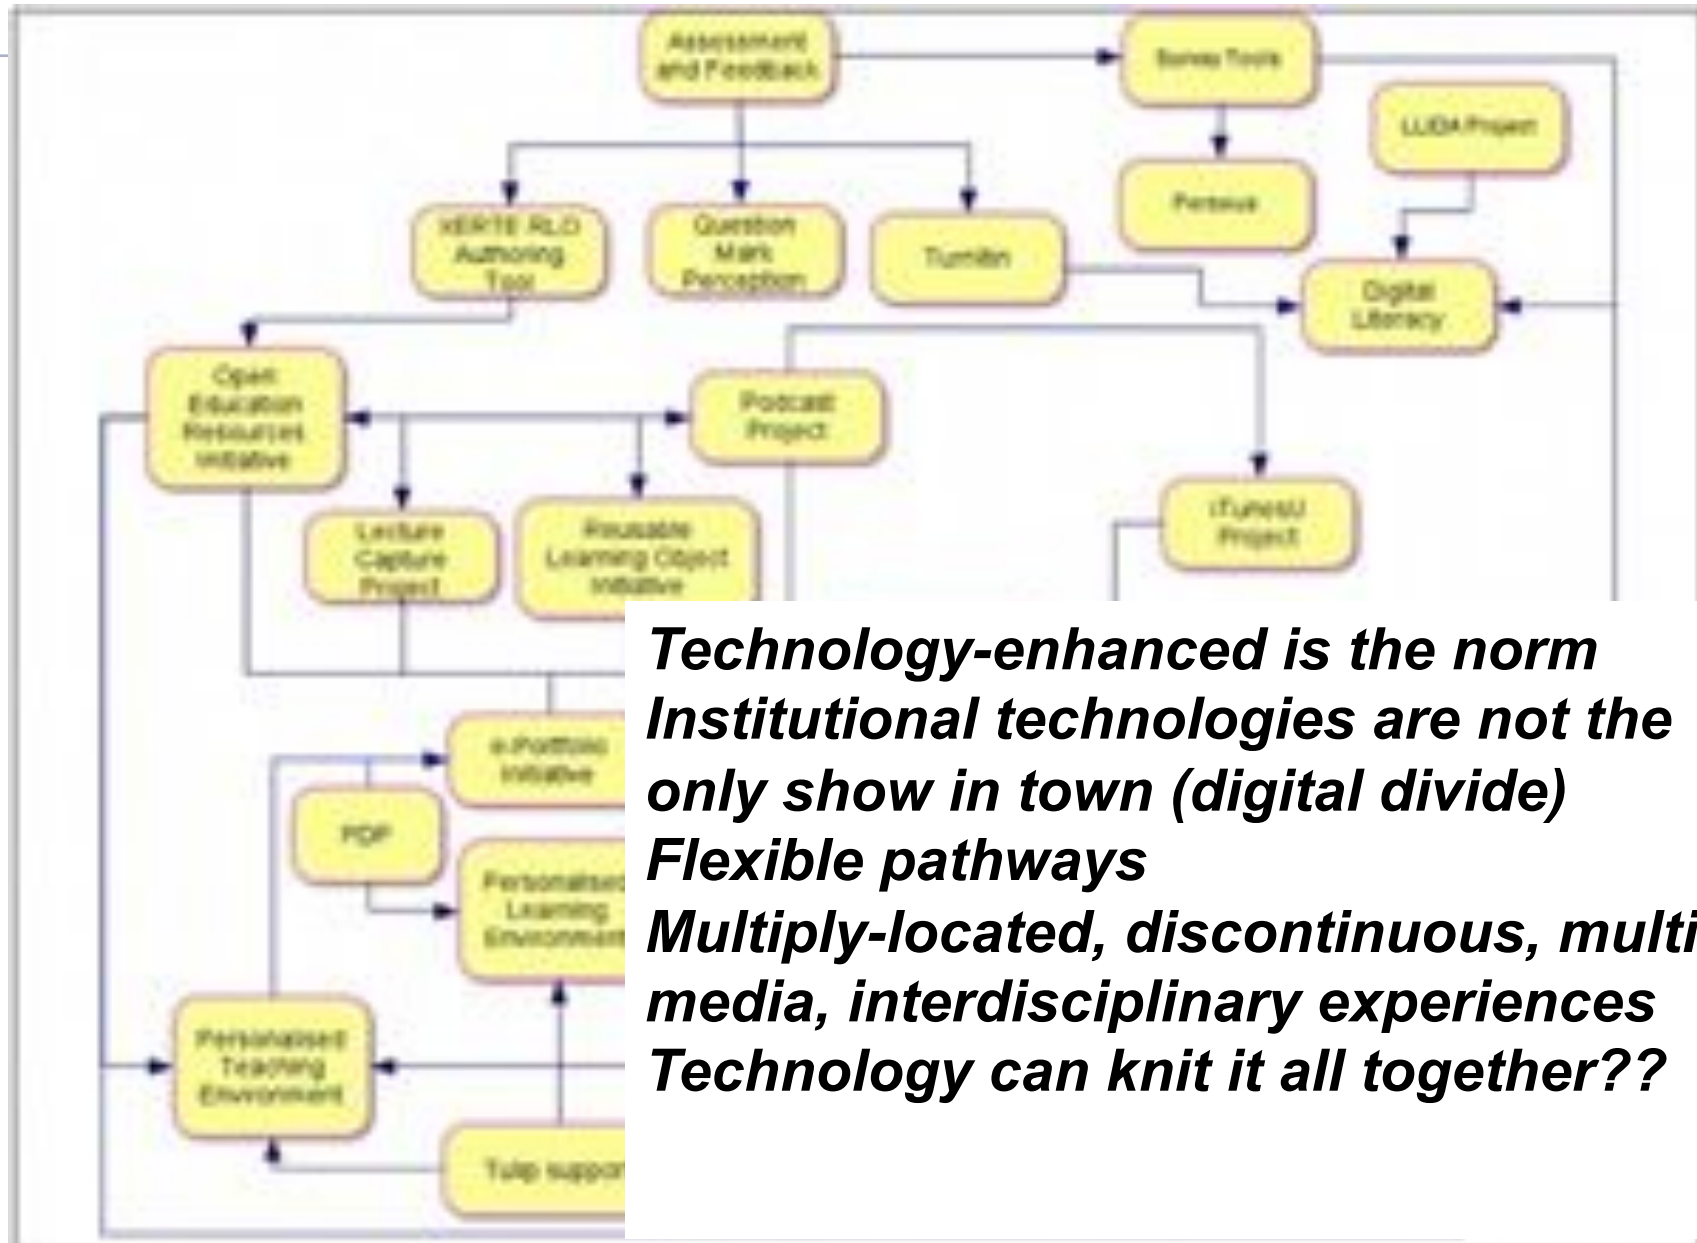 Assessment
and Feedback
Survey Tools
LLiDA Project
XERTE RLO
Authoring
Tool
Question
Mark
Perception
Turnitin
Perseus
Digital
Literacy
Open
Education
Resources
Initiative
Podcast
Project
Lecture
Capture
Project
Reusable
Learning Object
Initiative
iTunesU
Project
e-Portfolio
Initiative
PDP
Personalised
Learning
Environment
Personalised
Teaching
Environment
Tulip support
Technology-enhanced is the norm
Institutional technologies are not the
only show in town (digital divide)
Flexible pathways
Multiply-located, discontinuous, multi
media, interdisciplinary experiences
Technology can knit it all together??